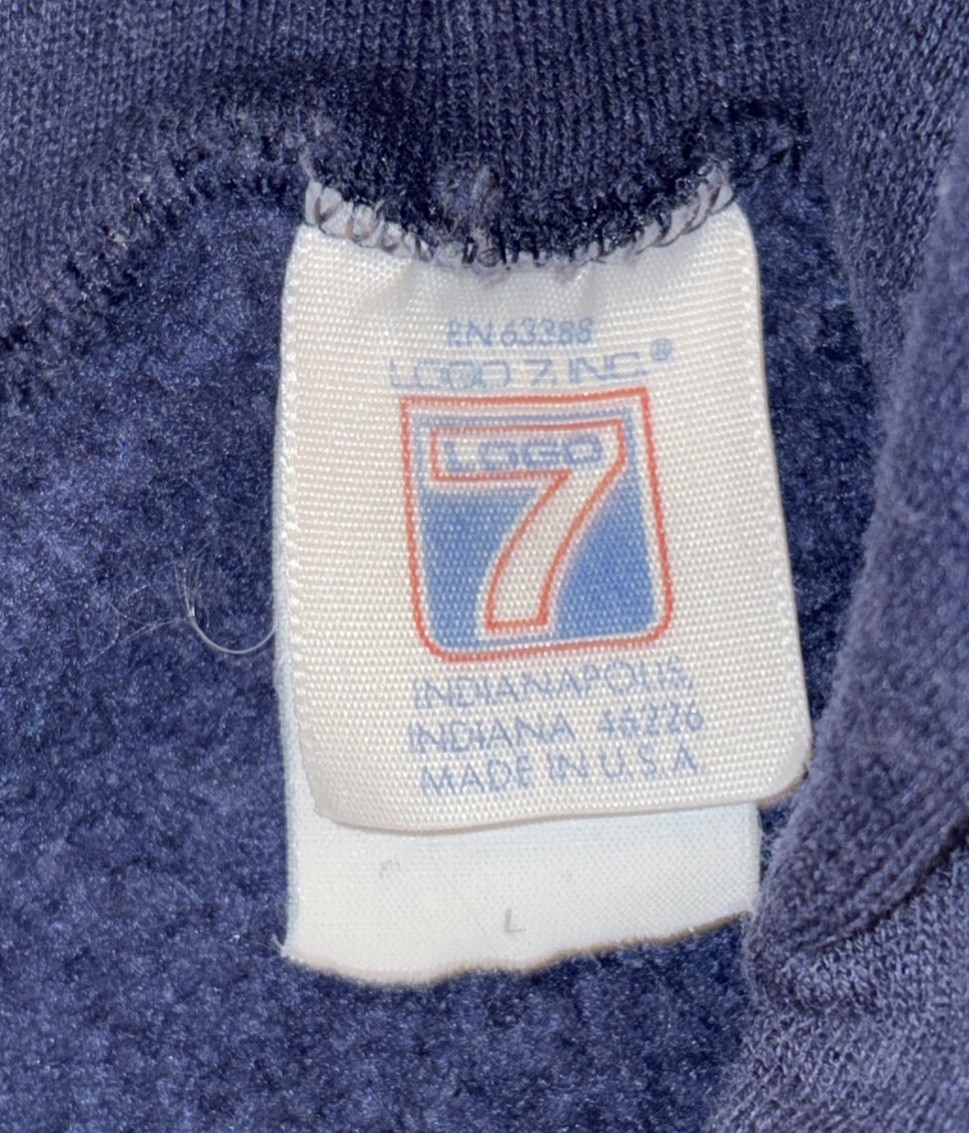 RN 63388
LOGO 7, INC®
LOGO
7
INDIANAPOLIS
INDIANA 46226
MADE IN U.S.A.
L